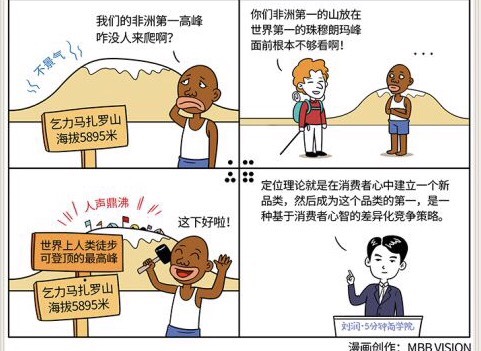 我们的非洲第一高峰
咋没人来爬啊？
不景气
乞力马扎罗山
海拔5895米
你们非洲第一的山放在
世界第一的珠穆朗玛峰
面前根本不够看啊！
...
人声鼎沸
这下好啦！
世界上人类徒步
可登顶的最高峰
乞力马扎罗山
海拔5895米
定位理论就是在消费者心中建立一个新
品类，然后成为这个品类的第一，是一
种基于消费者心智的差异化竞争策略。
刘润·5分钟商学院
漫画创作：MBB VISION